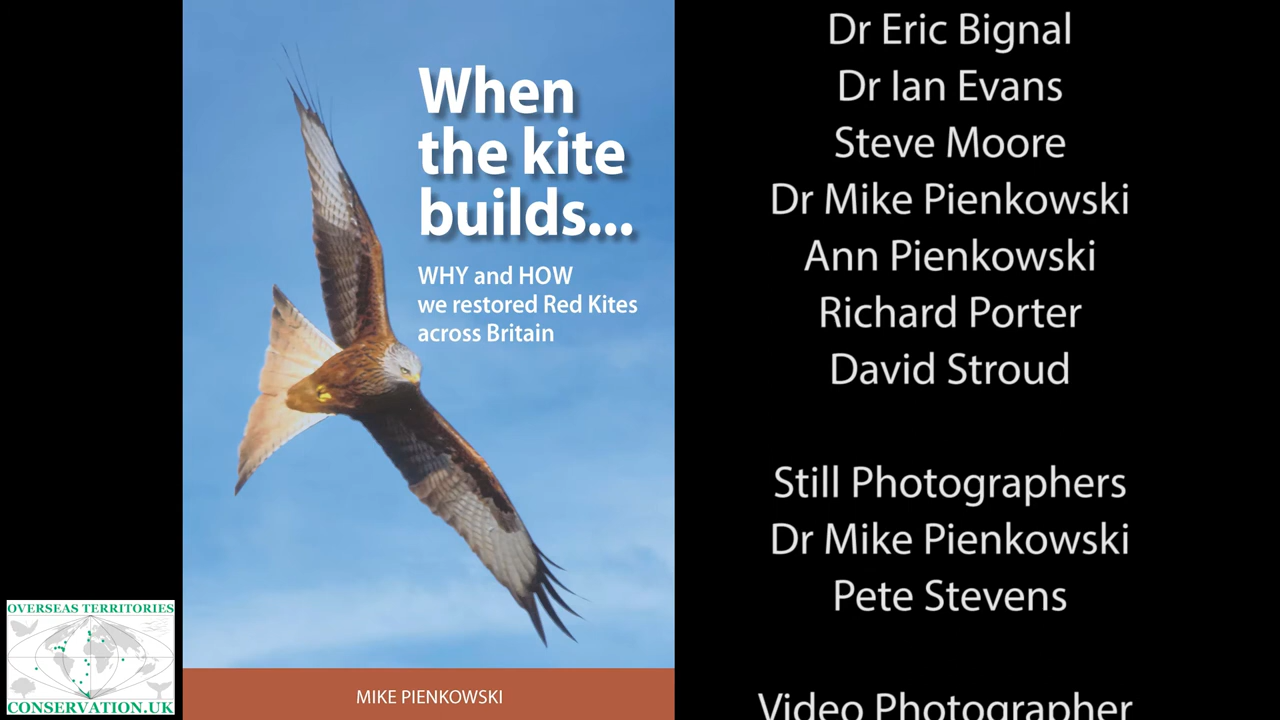 When
the kite
builds...
WHY and HOW
we restored Red Kites
across Britain
MIKE PIENKOWSKI
OVERSEAS TERRITORIES
CONSERVATION.UK
Dr Eric Bignal
Dr Ian Evans
Steve Moore
Dr Mike Pienkowski
Ann Pienkowski
Richard Porter
David Stroud
Still Photographers
Dr Mike Pienkowski
Pete Stevens
Video Photographer